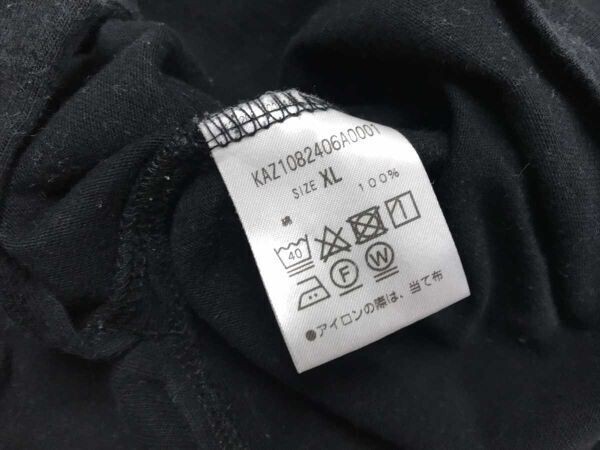 KAZ1082406A0001
SIZE XL
綿 100%
40
F W
●アイロンの際は、当て布